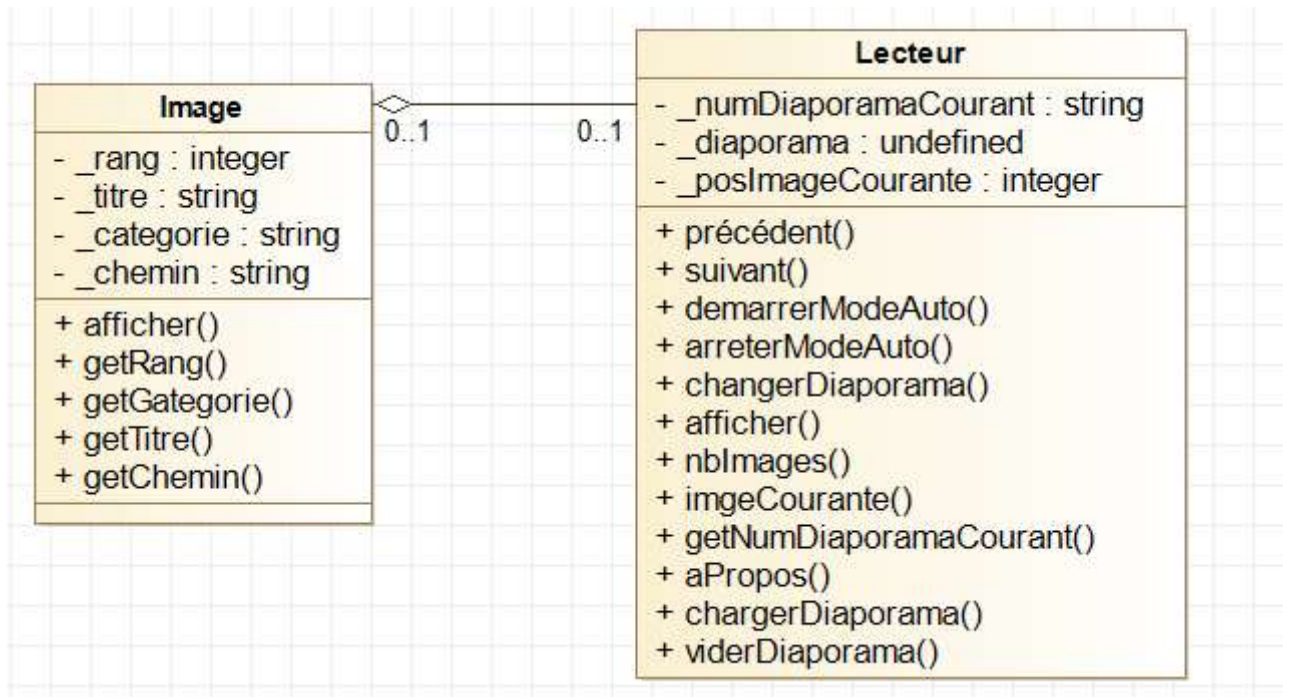 Image
- _rang : integer
- _titre : string
- _categorie : string
- _chemin : string
+ afficher()
+ getRang()
+ getGategorie()
+ getTitre()
+ getChemin()
0..1
0..1
Lecteur
- _numDiaporamaCourant : string
- _diaporama : undefined
- _posImageCourante : integer
+ précédent()
+ suivant()
+ demarrerModeAuto()
+ arreterModeAuto()
+ changerDiaporama()
+ afficher()
+ nbImages()
+ imgeCourante()
+ getNumDiaporamaCourant()
+ aPropos()
+ chargerDiaporama()
+ viderDiaporama()